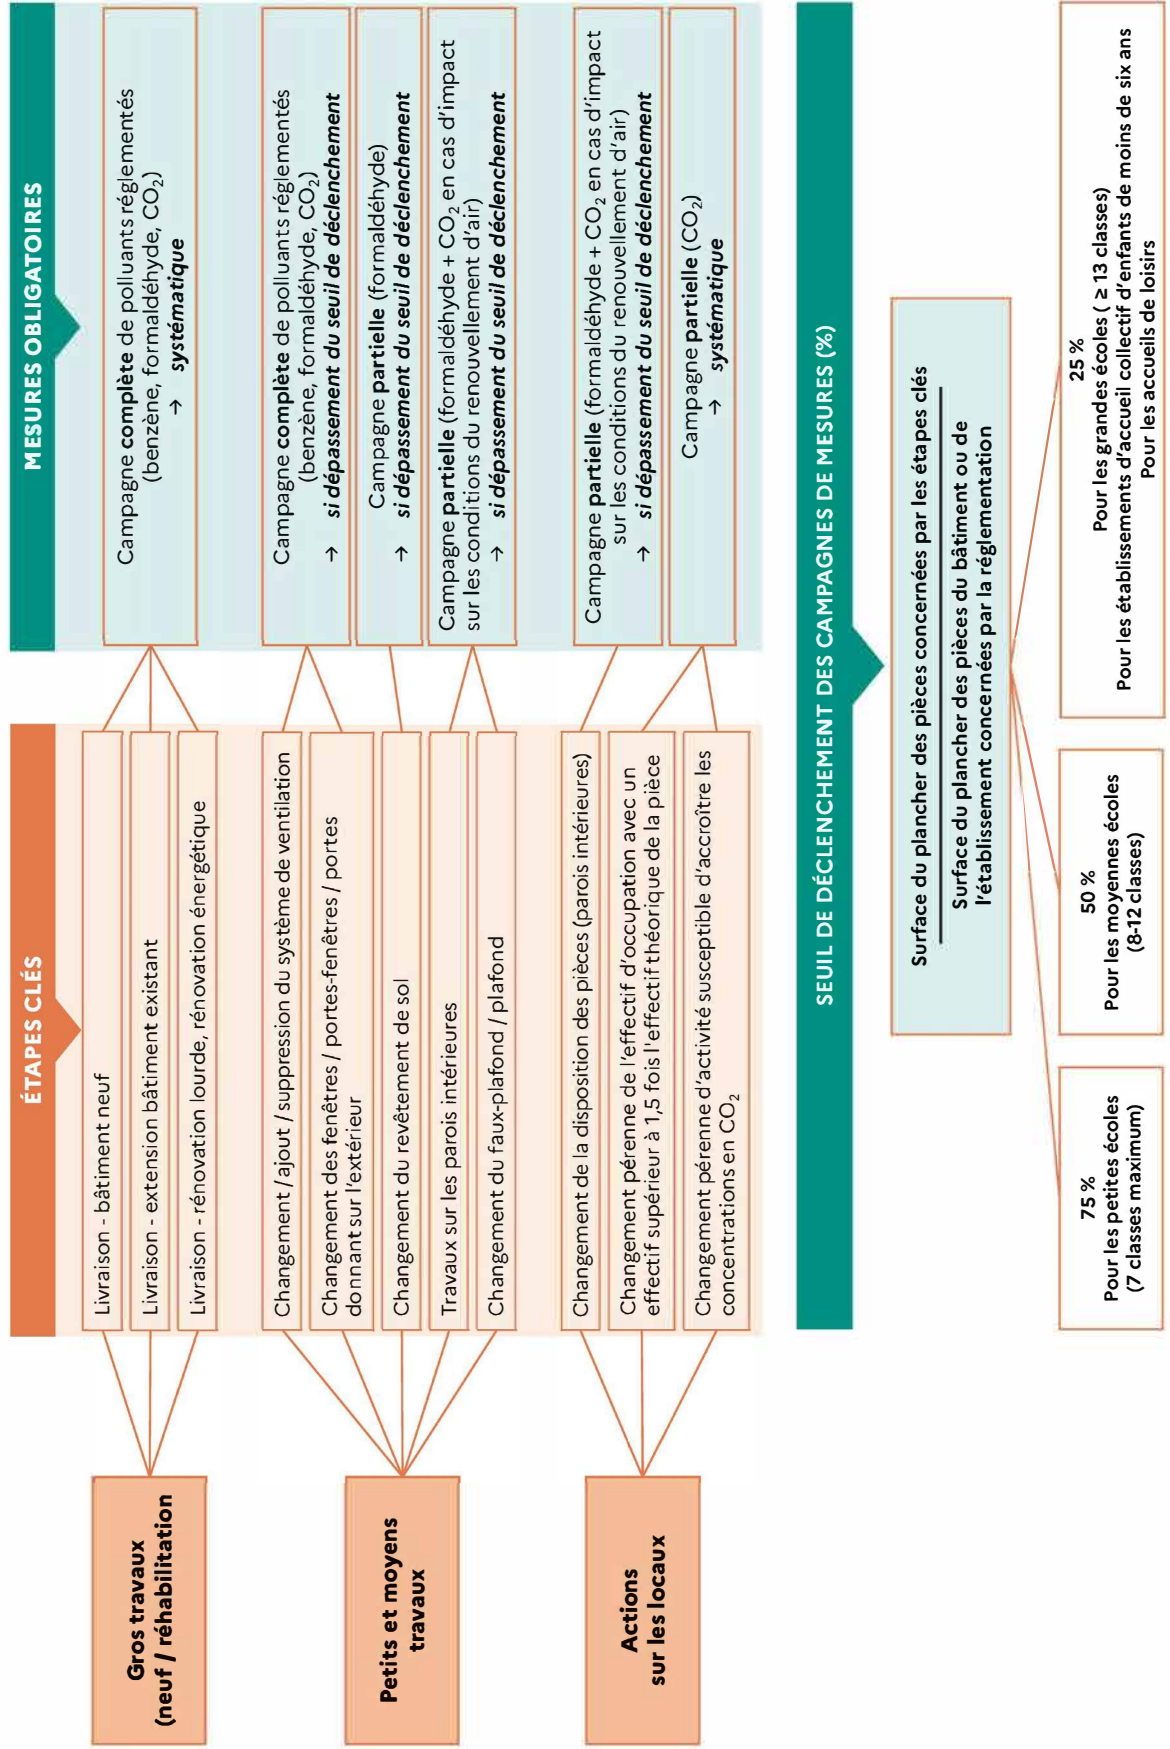 ÉTAPES CLÉS
MESURES OBLIGATOIRES
Gros travaux
(neuf / réhabilitation
Livraison - bâtiment neuf
Livraison - extension bâtiment existant
Livraison - rénovation lourde, rénovation énergétique
Campagne complète de polluants réglementés
(benzène, formaldéhyde, CO₂)
→ systématique
Petits et moyens
travaux
Changement / ajout / suppression du système de ventilation
Changement des fenêtres / portes-fenêtres / portes
donnant sur l'extérieur
Changement du revêtement de sol
Travaux sur les parois intérieures
Changement du faux-plafond / plafond
Campagne complète de polluants réglementés
(benzène, formaldéhyde, CO₂)
→ si dépassement du seuil de déclenchement
Campagne partielle (formaldéhyde)
→ si dépassement du seuil de déclenchement
Campagne partielle (formaldéhyde + CO₂ en cas d'impact
sur les conditions du renouvellement d'air)
→ si dépassement du seuil de déclenchement
Actions
sur les locaux
Changement de la disposition des pièces (parois intérieures)
Changement pérenne de l'effectif d'occupation avec un
effectif supérieur à 1,5 fois l'effectif théorique de la pièce
Changement pérenne d'activité susceptible d'accroître les
concentrations en CO₂
Campagne partielle (formaldéhyde + CO₂ en cas d'impact
sur les conditions du renouvellement d'air)
→ si dépassement du seuil de déclenchement
Campagne partielle (CO₂)
→ systématique
SEUIL DE DÉCLENCHEMENT DES CAMPAGNES DE MESURES (%)
Surface du plancher des pièces concernées par les étapes clés
Surface du plancher des pièces du bâtiment ou de
l'établissement concernées par la réglementation
75 %
Pour les petites écoles
(7 classes maximum)
50 %
Pour les moyennes écoles
(8-12 classes)
25 %
Pour les grandes écoles ( ≥ 13 classes)
Pour les établissements d'accueil collectif d'enfants de moins de six ans
Pour les accueils de loisirs